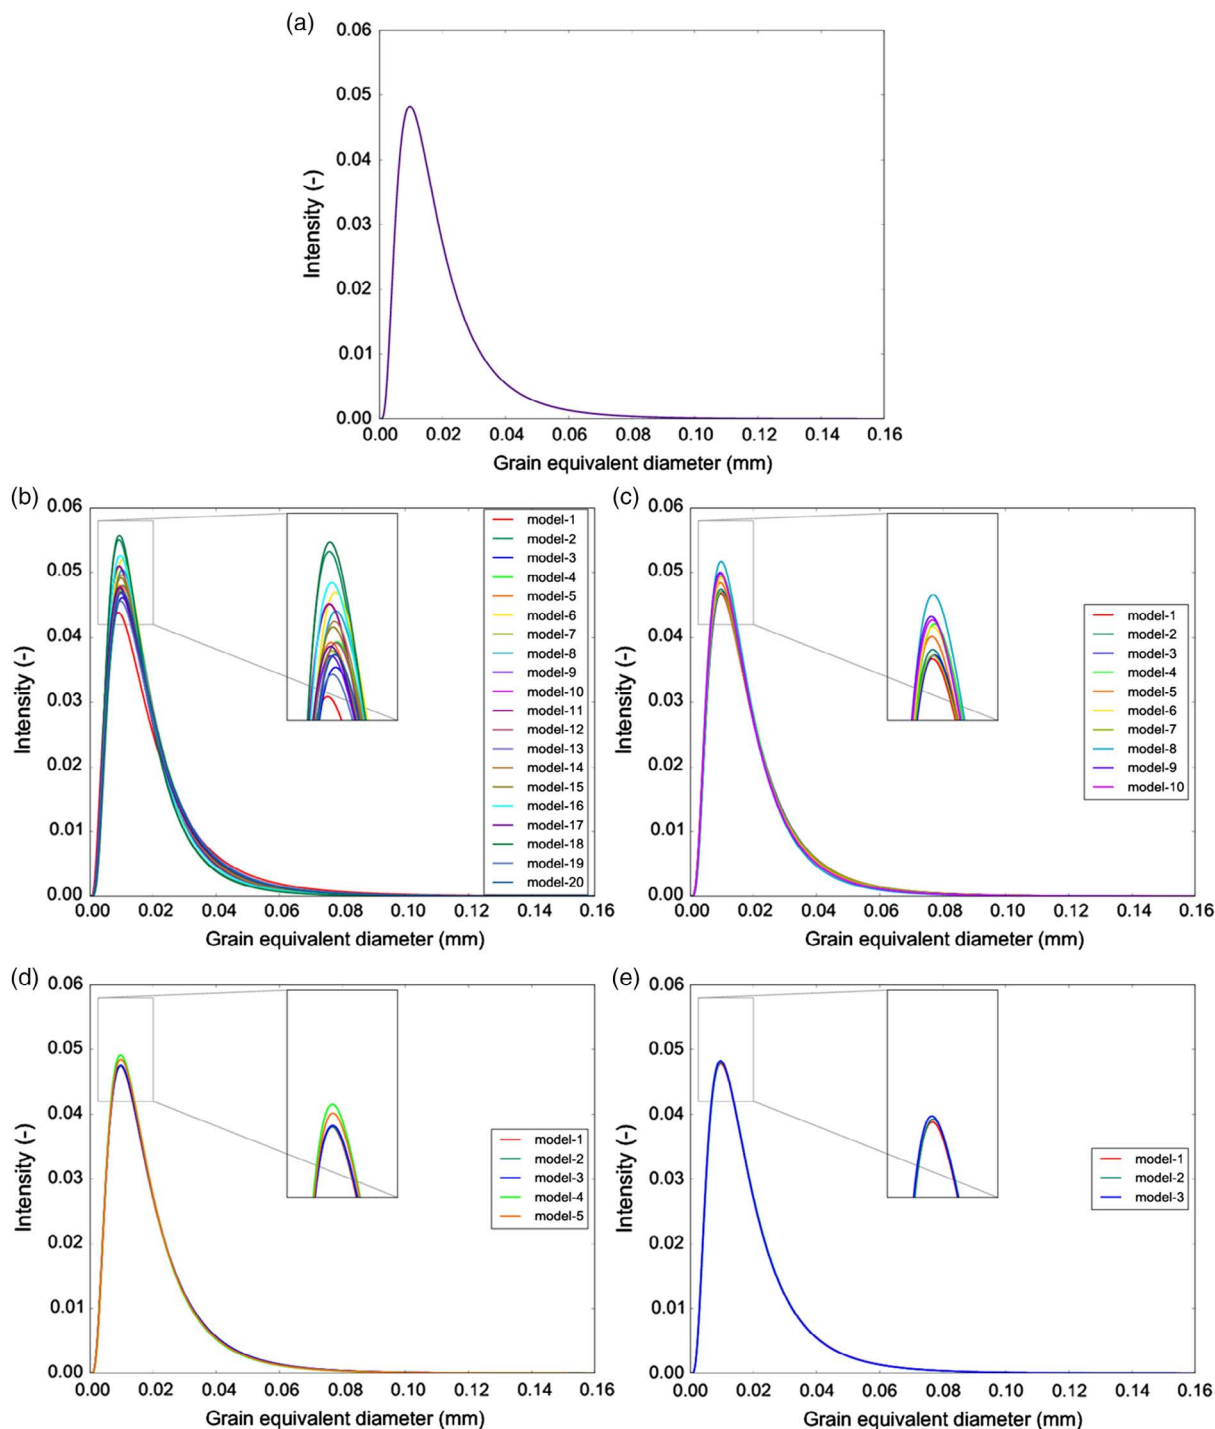 (a)
0.06
0.05
0.04
0.03
0.02
0.01
0.00
Intensity (-)
0.00 0.02 0.04 0.06 0.08 0.10 0.12 0.14 0.16
Grain equivalent diameter (mm)
(b)
0.06
0.05
0.04
0.03
0.02
0.01
0.00
Intensity (-)
model-1
model-2
model-3
model-4
model-5
model-6
model-7
model-8
model-9
model-10
model-11
model-12
model-13
model-14
model-15
model-16
model-17
model-18
model-19
model-20
0.00 0.02 0.04 0.06 0.08 0.10 0.12 0.14 0.16
Grain equivalent diameter (mm)
(c)
0.06
0.05
0.04
0.03
0.02
0.01
0.00
Intensity (-)
model-1
model-2
model-3
model-4
model-5
model-6
model-7
model-8
model-9
model-10
0.00 0.02 0.04 0.06 0.08 0.10 0.12 0.14 0.16
Grain equivalent diameter (mm)
(d)
0.06
0.05
0.04
0.03
0.02
0.01
0.00
Intensity (-)
model-1
model-2
model-3
model-4
model-5
0.00 0.02 0.04 0.06 0.08 0.10 0.12 0.14 0.16
Grain equivalent diameter (mm)
(e)
0.06
0.05
0.04
0.03
0.02
0.01
0.00
Intensity (-)
model-1
model-2
model-3
0.00 0.02 0.04 0.06 0.08 0.10 0.12 0.14 0.16
Grain equivalent diameter (mm)